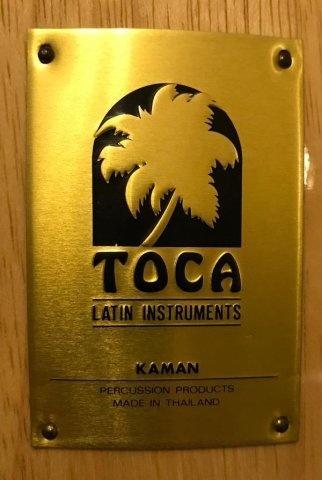 TOCA
LATIN INSTRUMENTS
KAMAN
PERCUSSION PRODUCTS
MADE IN THAILAND